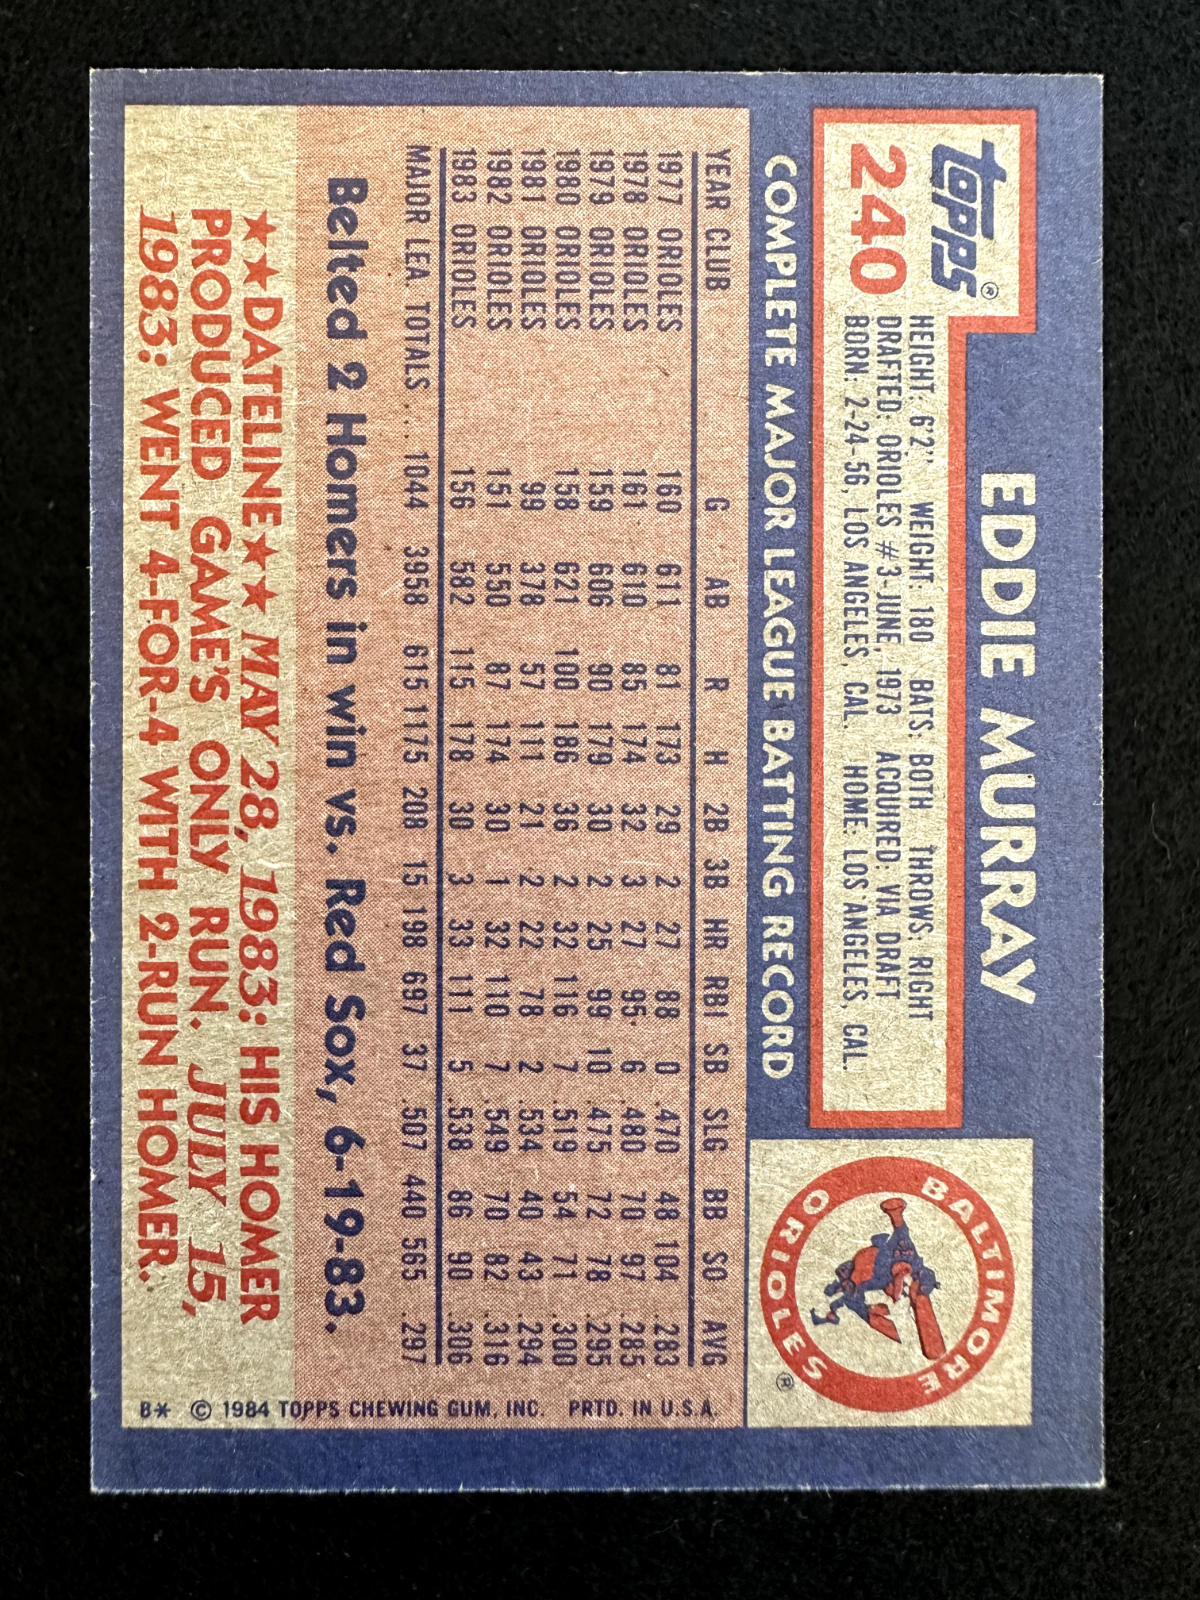 EDDIE MURRAY
topps®
240
HEIGHT: 6'2" WEIGHT: 180 BATS: BOTH THROWS: RIGHT
DRAFTED: ORIOLES #3-JUNE, 1973 ACQUIRED: VIA DRAFT
BORN: 2-24-56, LOS ANGELES, CAL. HOME: LOS ANGELES, CAL.
BALTIMORE
ORIOLES®
COMPLETE MAJOR LEAGUE BATTING RECORD
YEAR CLUB G AB R H 2B 3B HR RBI SB SLG BB SO AVG
1977 ORIOLES 160 611 81 173 29 2 27 88 0 .470 48 104 .283
1978 ORIOLES 161 610 85 174 32 3 27 95 6 .480 70 97 .285
1979 ORIOLES 159 606 90 179 30 2 25 99 10 .475 72 78 .295
1980 ORIOLES 158 621 100 186 36 2 32 116 7 .519 54 71 .300
1981 ORIOLES 99 378 57 111 21 2 22 78 2 .534 40 43 .294
1982 ORIOLES 151 550 87 174 30 1 32 110 7 .549 70 82 .316
1983 ORIOLES 156 582 115 178 30 3 33 111 5 .538 86 90 .306
MAJOR LEA. TOTALS ... 1044 3958 615 1175 208 15 198 697 37 .507 440 565 .297
Belted 2 Homers in win vs. Red Sox, 6-19-83.
★★DATELINE★★ MAY 28, 1983: HIS HOMER
PRODUCED GAME'S ONLY RUN. JULY 15,
1983: WENT 4-FOR-4 WITH 2-RUN HOMER.
B* © 1984 TOPPS CHEWING GUM, INC. PRTD. IN U.S.A.